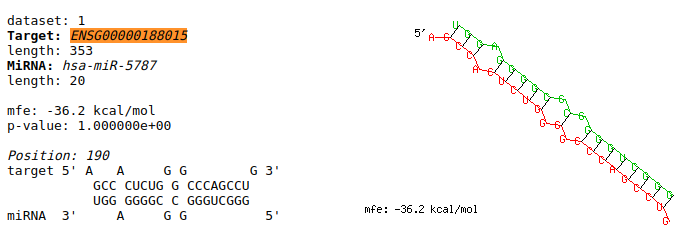 dataset: 1
Target: ENSG00000188015
length: 353
MiRNA: hsa-miR-5787
length: 20
mfe: -36.2 kcal/mol
p-value: 1.000000e+00
Position: 190
target 5' A   A     G G        G 3'
           GCC CUCUG G CCCAGCCU
           UGG GGGGC C GGGUCGGG
miRNA  3'     A     G G          5'
5'
mfe: -36.2 kcal/mol